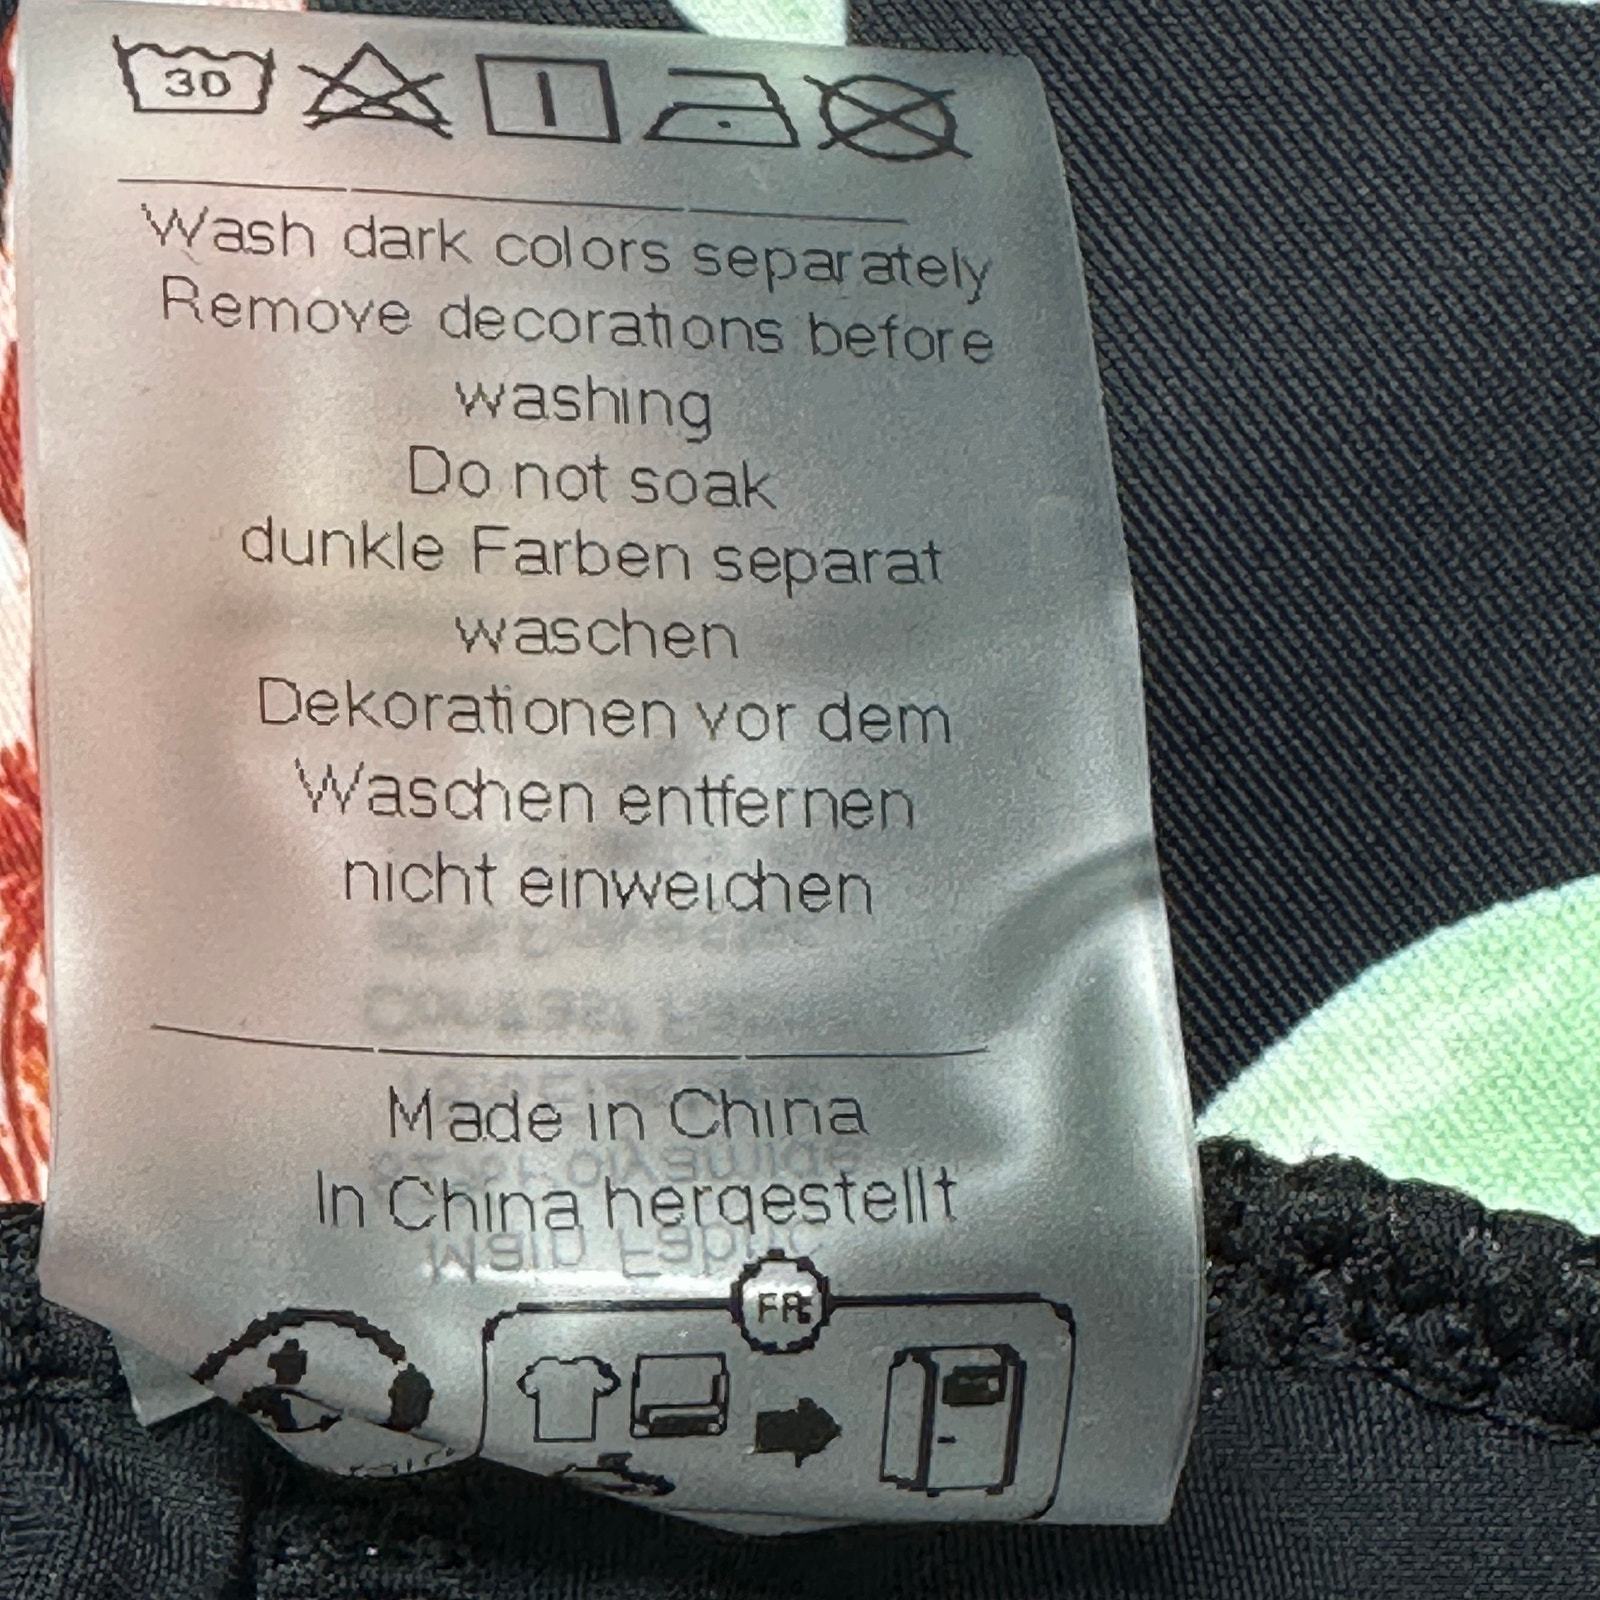 30
Wash dark colors separately
Remove decorations before
washing
Do not soak
dunkle Farben separat
waschen
Dekorationen vor dem
Waschen entfernen
nicht einweichen
Made in China
In China hergestellt
FR